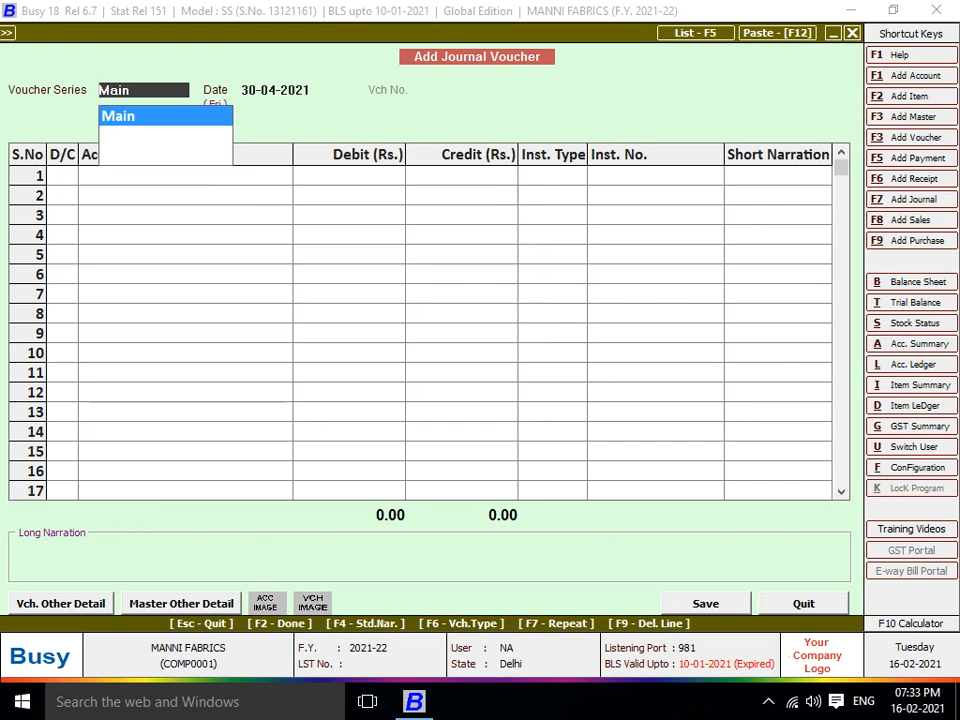 Busy 18 Rel 6.7 | Stat Rel 151 | Model : SS (S.No. 13121161) | BLS upto 10-01-2021 | Global Edition | MANNI FABRICS (F.Y. 2021-22)
>> List - F5 Paste - [F12] Shortcut Keys
Add Journal Voucher
Voucher Series Main Date 30-04-2021 Vch No.
(Fri)
Main
S.No D/C Ac Debit (Rs.) Credit (Rs.) Inst. Type Inst. No. Short Narration
1
2
3
4
5
6
7
8
9
10
11
12
13
14
15
16
17
0.00 0.00
Long Narration
Vch. Other Detail Master Other Detail ACC IMAGE VCH IMAGE Save Quit
[ Esc - Quit ] [ F2 - Done ] [ F4 - Std.Nar. ] [ F6 - Vch.Type ] [ F7 - Repeat ] [ F9 - Del. Line ]
F1 Help
F1 Add Account
F2 Add Item
F3 Add Master
F3 Add Voucher
F5 Add Payment
F6 Add Receipt
F7 Add Journal
F8 Add Sales
F9 Add Purchase
B Balance Sheet
T Trial Balance
S Stock Status
A Acc. Summary
L Acc. Ledger
I Item Summary
D Item LeDger
G GST Summary
U Switch User
F ConFiguration
K LocK Program
Training Videos
GST Portal
E-way Bill Portal
F10 Calculator
Busy
MANNI FABRICS
(COMP0001)
F.Y. : 2021-22
LST No. :
User : NA
State : Delhi
Listening Port : 981
BLS Valid Upto : 10-01-2021 (Expired)
Your
Company
Logo
Tuesday
16-02-2021
Search the web and Windows
B
ENG
07:33 PM
16-02-2021